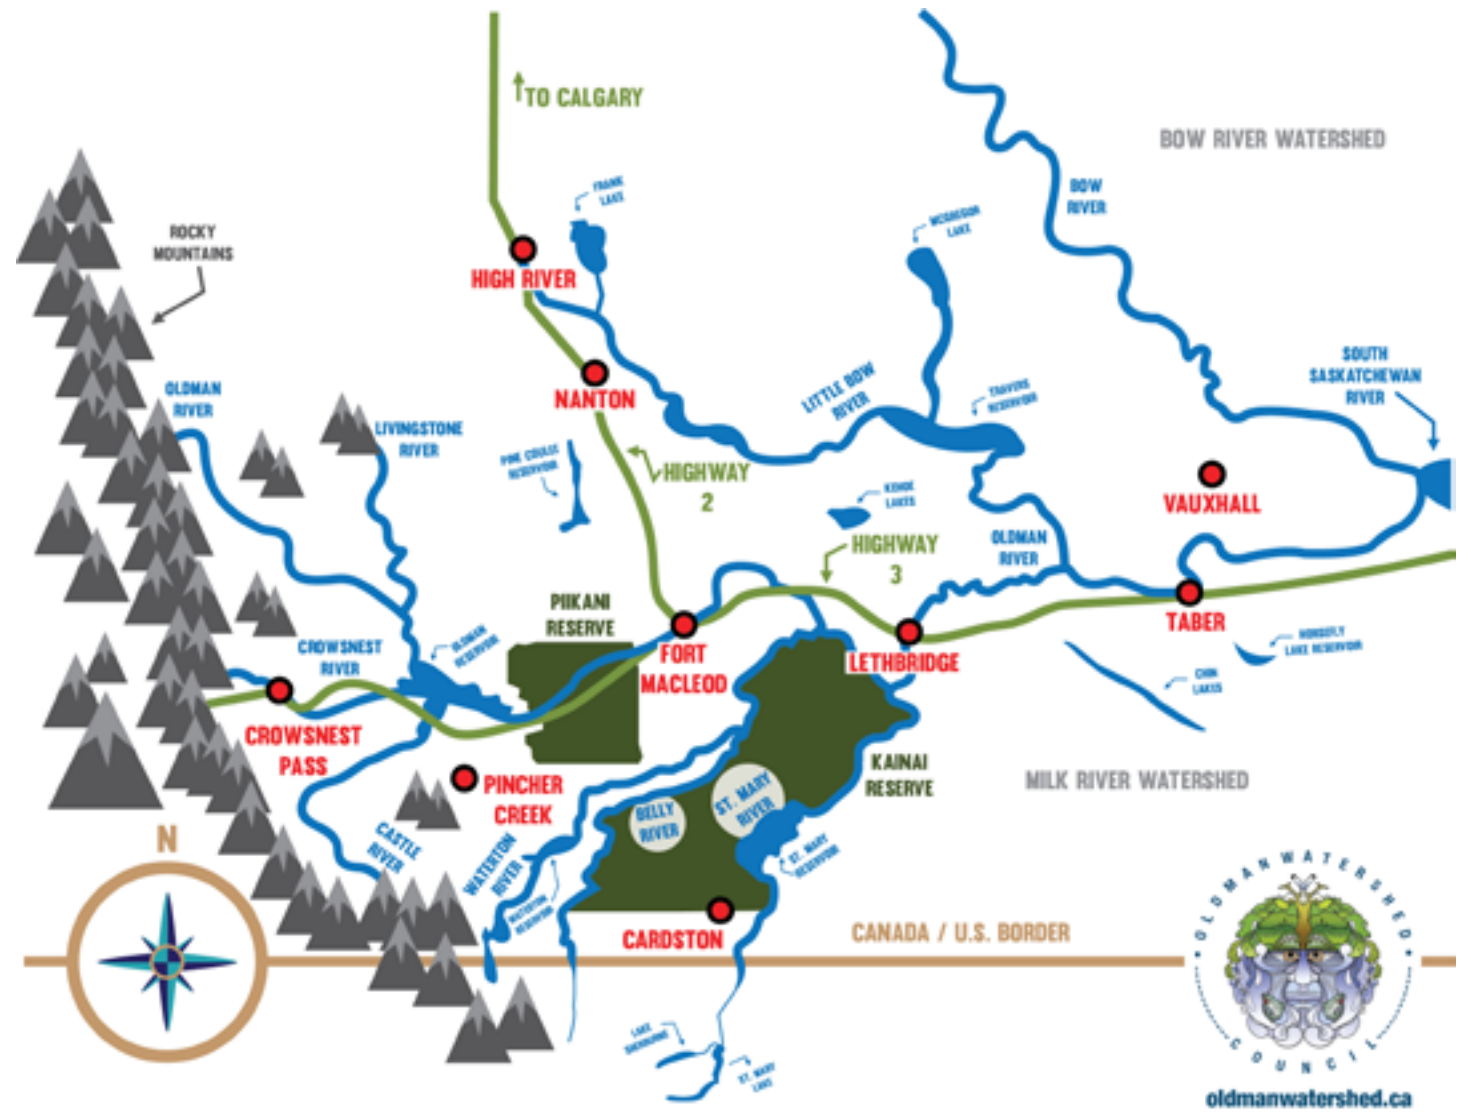 TO CALGARY
BOW RIVER WATERSHED
FRANK
LAKE
BOW
RIVER
MCGREGOR
LAKE
ROCKY
MOUNTAINS
HIGH RIVER
SOUTH
SASKATCHEWAN
RIVER
OLDMAN
RIVER
NANTON
LITTLE BOW
RIVER
TRAVERS
RESERVOIR
LIVINGSTONE
RIVER
PINE COULEE
RESERVOIR
HIGHWAY
2
KEHOE
LAKES
VAUXHALL
HIGHWAY
3
OLDMAN
RIVER
PIIKANI
RESERVE
TABER
CROWSNEST
RIVER
OLDMAN
RESERVOIR
FORT
MACLEOD
LETHBRIDGE
HORSEFLY
LAKE RESERVOIR
CHIN
LAKES
CROWSNEST
PASS
PINCHER
CREEK
KAINAI
RESERVE
MILK RIVER WATERSHED
BELLY
RIVER
ST. MARY
RIVER
CASTLE
RIVER
WATERTON
RIVER
ST. MARY
RESERVOIR
WATERTON
RESERVOIR
N
CARDSTON
CANADA / U.S. BORDER
OLDMAN WATERSHED
COUNCIL
LAKE
SHERBURNE
ST. MARY
LAKE
oldmanwatershed.ca